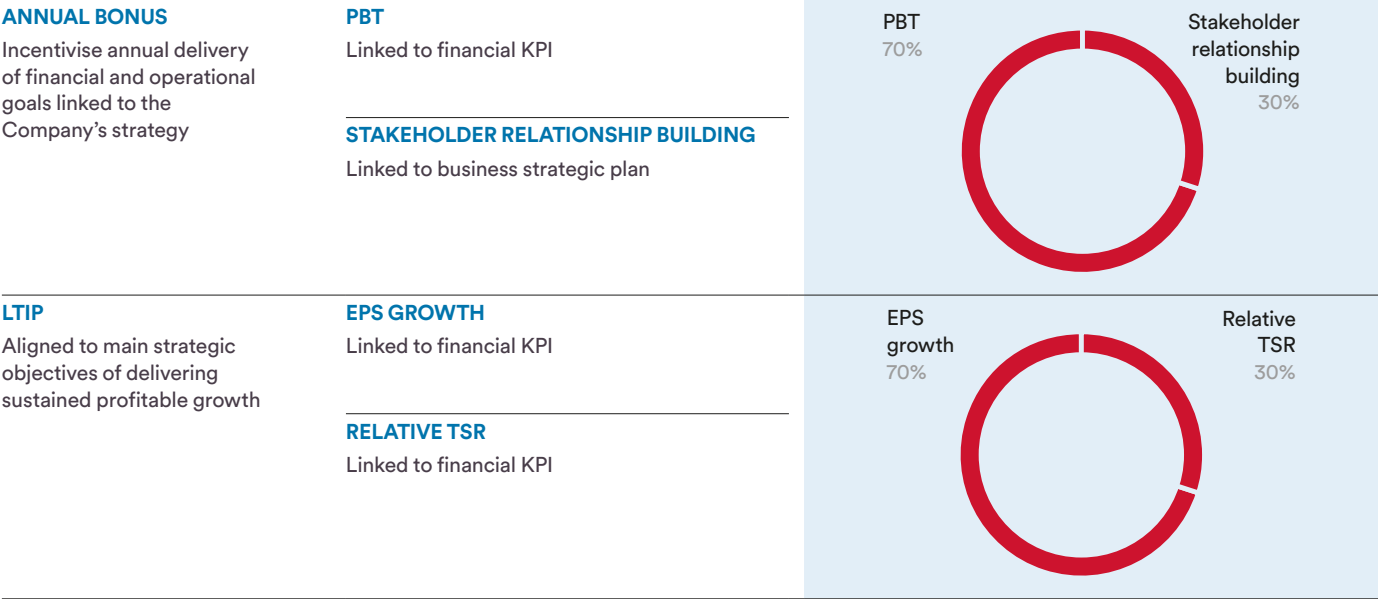 ANNUAL BONUS
Incentivise annual delivery
of financial and operational
goals linked to the
Company's strategy
PBT
Linked to financial KPI
STAKEHOLDER RELATIONSHIP BUILDING
Linked to business strategic plan
PBT
70%
Stakeholder
relationship
building
30%
LTIP
Aligned to main strategic
objectives of delivering
sustained profitable growth
EPS GROWTH
Linked to financial KPI
RELATIVE TSR
Linked to financial KPI
EPS
growth
70%
Relative
TSR
30%